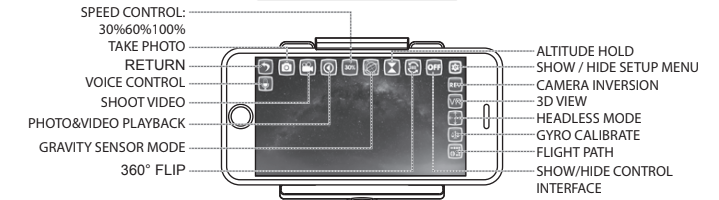 SPEED CONTROL:
30%60%100%
TAKE PHOTO
RETURN
VOICE CONTROL
SHOOT VIDEO
PHOTO&VIDEO PLAYBACK
GRAVITY SENSOR MODE
360° FLIP
30%
OFF
REV
VR
ALTITUDE HOLD
SHOW / HIDE SETUP MENU
CAMERA INVERSION
3D VIEW
HEADLESS MODE
GYRO CALIBRATE
FLIGHT PATH
SHOW/HIDE CONTROL
INTERFACE